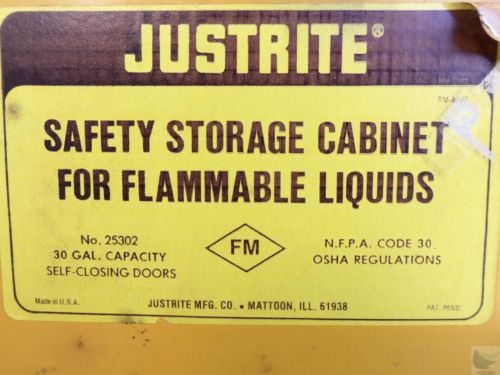 JUSTRITE®
SAFETY STORAGE CABINET
FOR FLAMMABLE LIQUIDS
No. 25302
30 GAL. CAPACITY
SELF-CLOSING DOORS
FM
N.F.P.A. CODE 30.
OSHA REGULATIONS
Made in U.S.A.
JUSTRITE MFG. CO. • MATTOON, ILL. 61938
PAT. PEND.